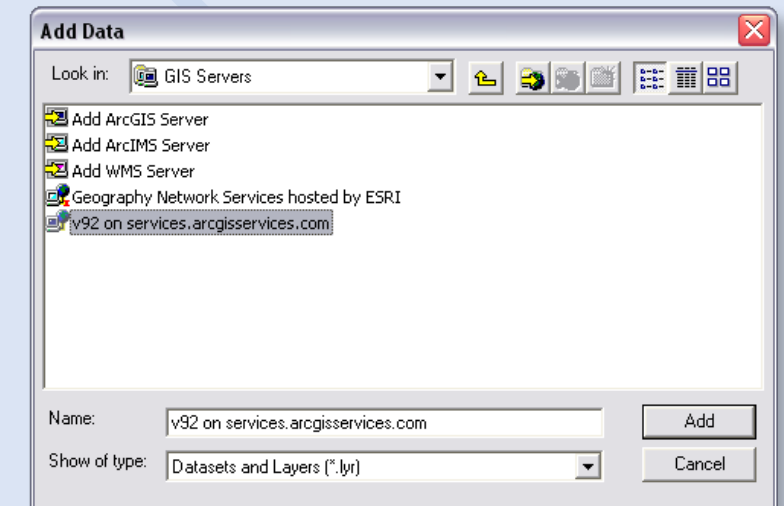 Add Data
Look in: GIS Servers
Add ArcGIS Server
Add ArcIMS Server
Add WMS Server
Geography Network Services hosted by ESRI
v92 on services.arcgisservices.com
Name: v92 on services.arcgisservices.com Add
Show of type: Datasets and Layers (*.lyr) Cancel